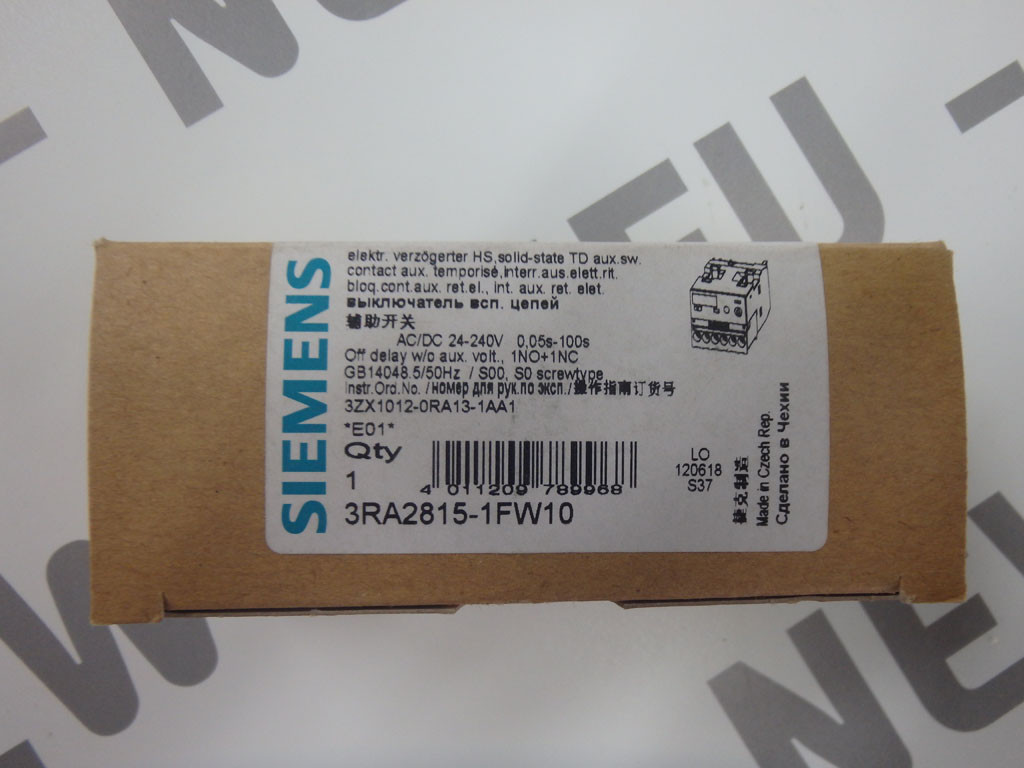 NEU -
NEU -
SIEMENS
elektr. verzögerter HS,solid-state TD aux.sw.
contact aux. temporisé,interr.aus.elett.rit.
bloq.cont.aux. ret.el., int. aux. ret. elet.
выключатель всп. цепей
辅助开关
AC/DC 24-240V 0,05s-100s
Off delay w/o aux. volt., 1NO+1NC
GB14048.5/50Hz / S00, S0 screwtype
Instr.Ord.No. /номер для рук.по эксп./操作指南订货号
3ZX1012-0RA13-1AA1
*E01*
Qty
1
4 011209 789968
3RA2815-1FW10
LO
120618
S37
捷克制造
Made in Czech Rep.
Сделано в Чехии
NEU